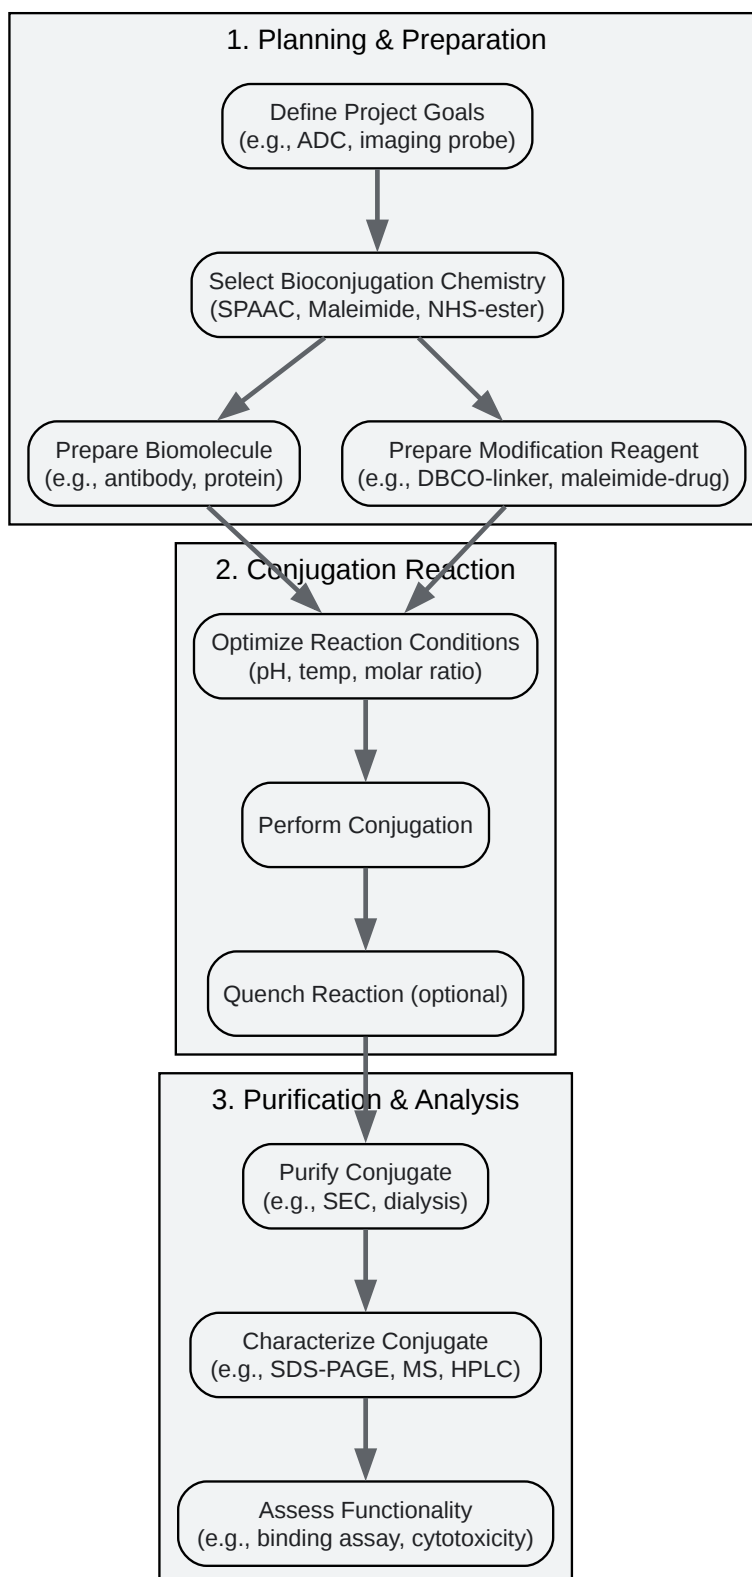 1. Planning & Preparation
Define Project Goals
(e.g., ADC, imaging probe)
Select Bioconjugation Chemistry
(SPAAC, Maleimide, NHS-ester)
Prepare Biomolecule
(e.g., antibody, protein)
Prepare Modification Reagent
(e.g., DBCO-linker, maleimide-drug)
2. Conjugation Reaction
Optimize Reaction Conditions
(pH, temp, molar ratio)
Perform Conjugation
Quench Reaction (optional)
3. Purification & Analysis
Purify Conjugate
(e.g., SEC, dialysis)
Characterize Conjugate
(e.g., SDS-PAGE, MS, HPLC)
Assess Functionality
(e.g., binding assay, cytotoxicity)